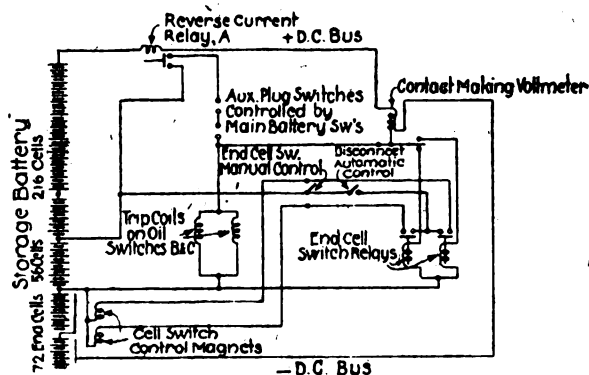 Reverse Current
Relay, A
+ D.C. Bus
Contact Making Voltmeter
Aux. Plug Switches
Controlled by
Main Battery Sw's
End Cell Sw.
Manual Control
Disconnect
Automatic
Control
Storage Battery
216 Cells
56 Cells
72 End Cells
Trip Coils
on Oil
Switches B&C
End Cell
Switch Relays
Cell Switch
Control Magnets
— D.C. Bus